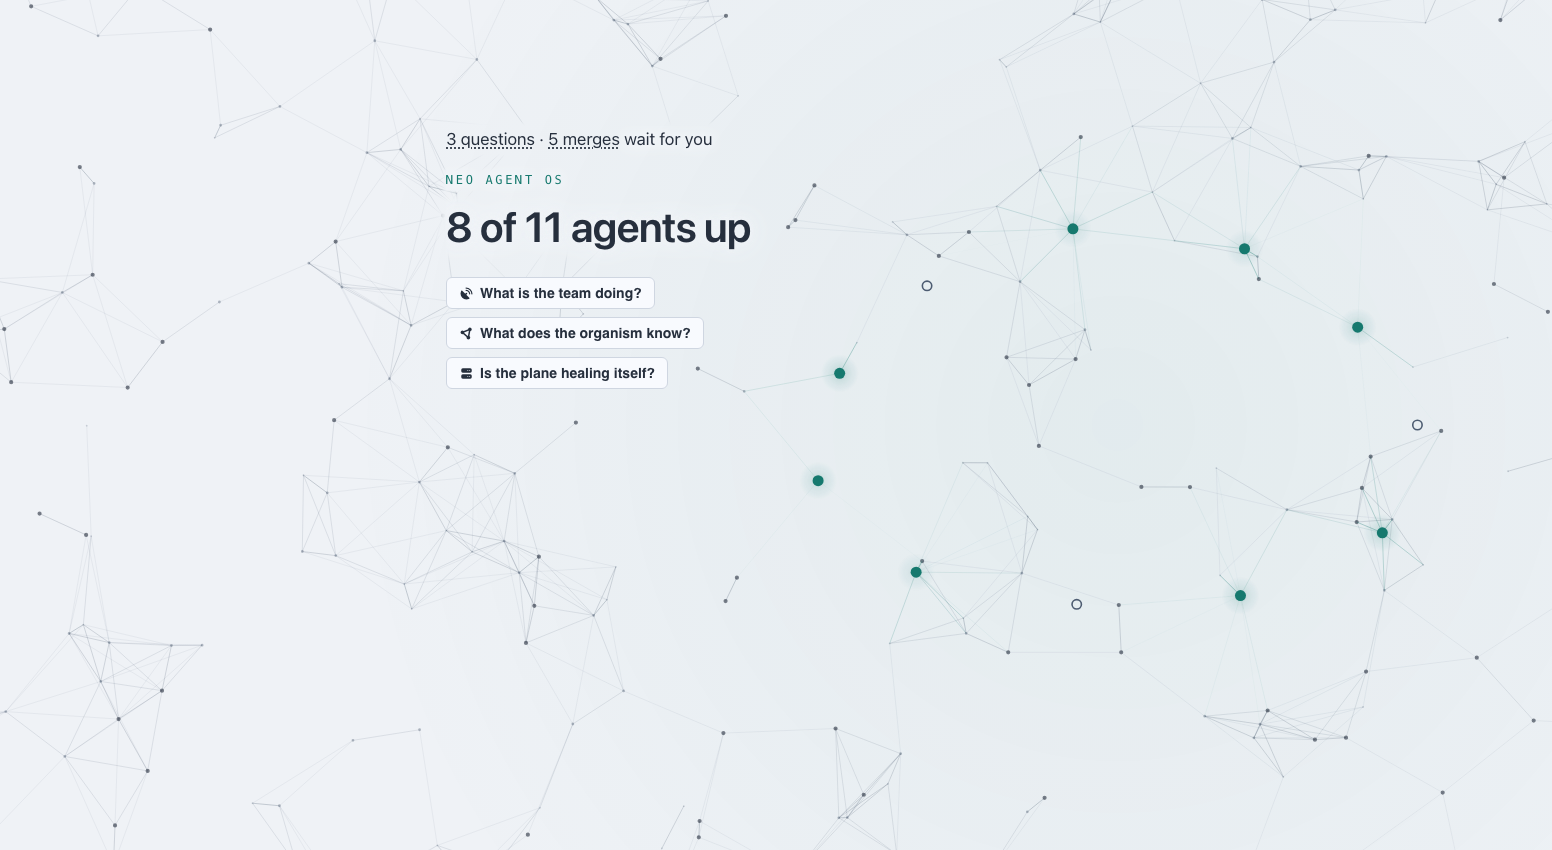 3 questions · 5 merges wait for you
NEO AGENT OS
8 of 11 agents up
What is the team doing?
What does the organism know?
Is the plane healing itself?